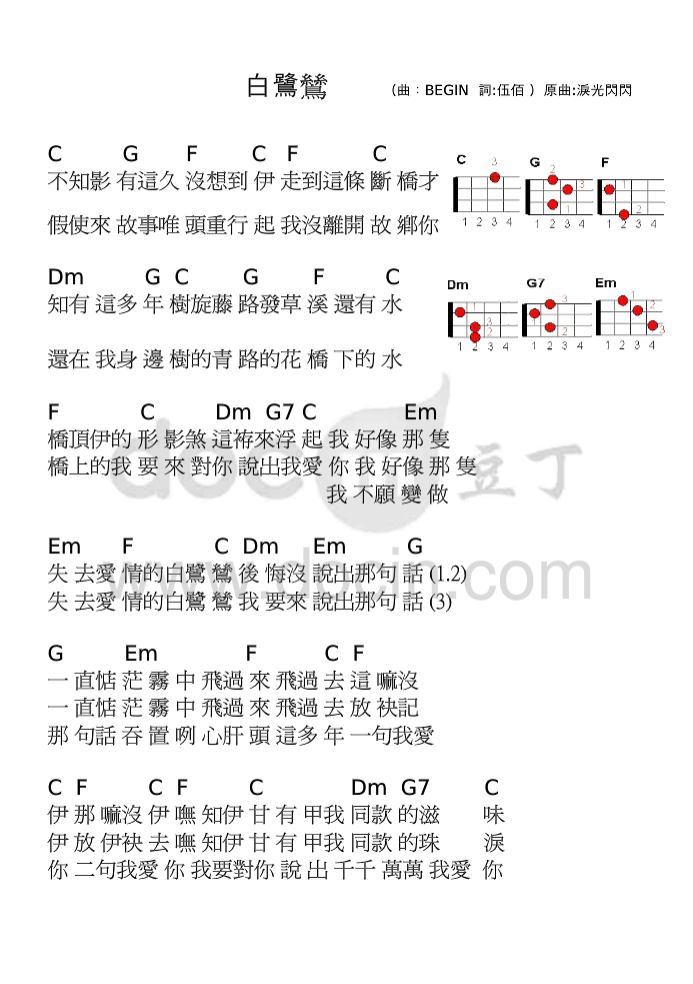 白鷺鶯
(曲：BEGIN 詞:伍佰 ）原曲:淚光閃閃
C G F C F C
不知影 有這久 沒想到 伊 走到這條 斷 橋才
假使來 故事唯 頭重行 起 我沒離開 故 鄉你
C 3
1 2 3 4
G 2 3 1
1 2 3 4
F 1 2
1 2 3 4
Dm G C G F C
知有 這多 年 樹旋藤 路發草 溪 還有 水
還在 我身 邊 樹的青 路的花 橋 下的 水
Dm 1 3 2
1 2 3 4
G7 3 1 2
1 2 3 4
Em 1 2 3
1 2 3 4
F C Dm G7 C Em
橋頂伊的 形 影煞 這袸來浮 起 我 好像 那 隻
橋上的我 要 來 對你 說出我愛 你 我 好像 那 隻
我 不願 變 做
Em F C Dm Em G
失 去愛 情的白鷺 鶯 後 悔沒 說出那句 話 (1.2)
失 去愛 情的白鷺 鶯 我 要來 說出那句 話 (3)
G Em F C F
一 直惦 茫 霧 中 飛過 來 飛過 去 這 嘛沒
一 直惦 茫 霧 中 飛過 來 飛過 去 放 袂記
那 句話 吞 置 咧 心肝 頭 這多 年 一句我愛
C F C F C Dm G7 C
伊 那 嘛沒 伊 嘸 知伊 甘 有 甲我 同款 的滋 味
伊 放 伊袂 去 嘸 知伊 甘 有 甲我 同款 的珠 淚
你 二句我愛 你 我要對你 說 出 千千 萬萬 我愛 你
docin 豆丁
www.docin.com